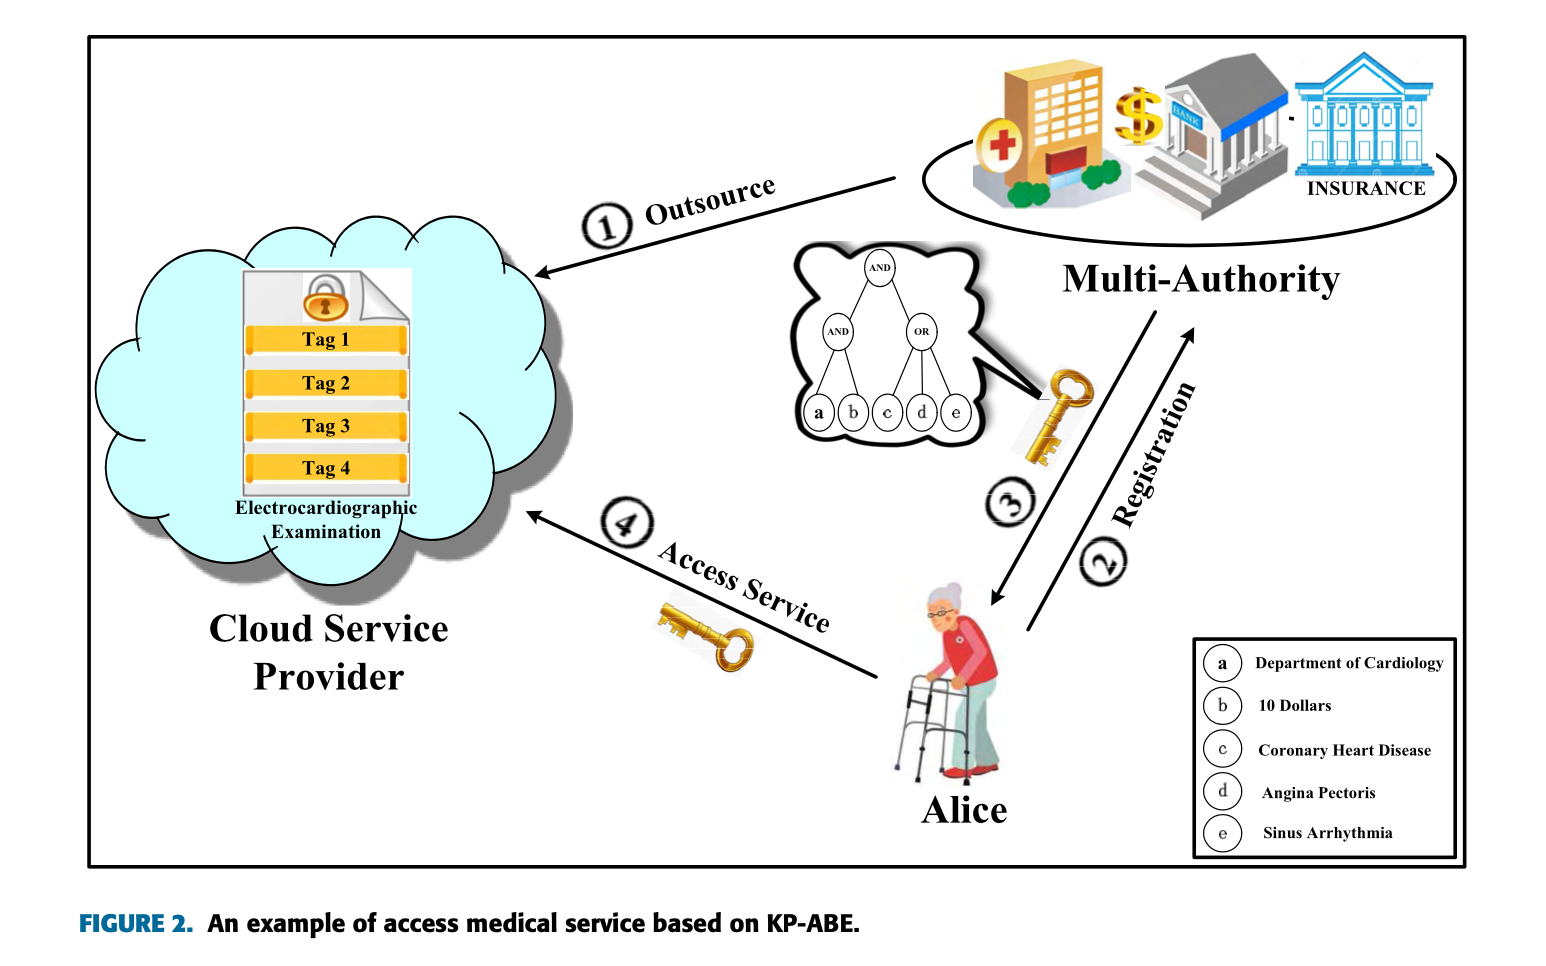 BANK
INSURANCE
1 Outsource
Multi-Authority
AND
AND OR
a b c d e
Tag 1
Tag 2
Tag 3
Tag 4
Electrocardiographic
Examination
3
2 Registration
4 Access Service
Cloud Service
Provider
Alice
a Department of Cardiology
b 10 Dollars
c Coronary Heart Disease
d Angina Pectoris
e Sinus Arrhythmia
FIGURE 2. An example of access medical service based on KP-ABE.